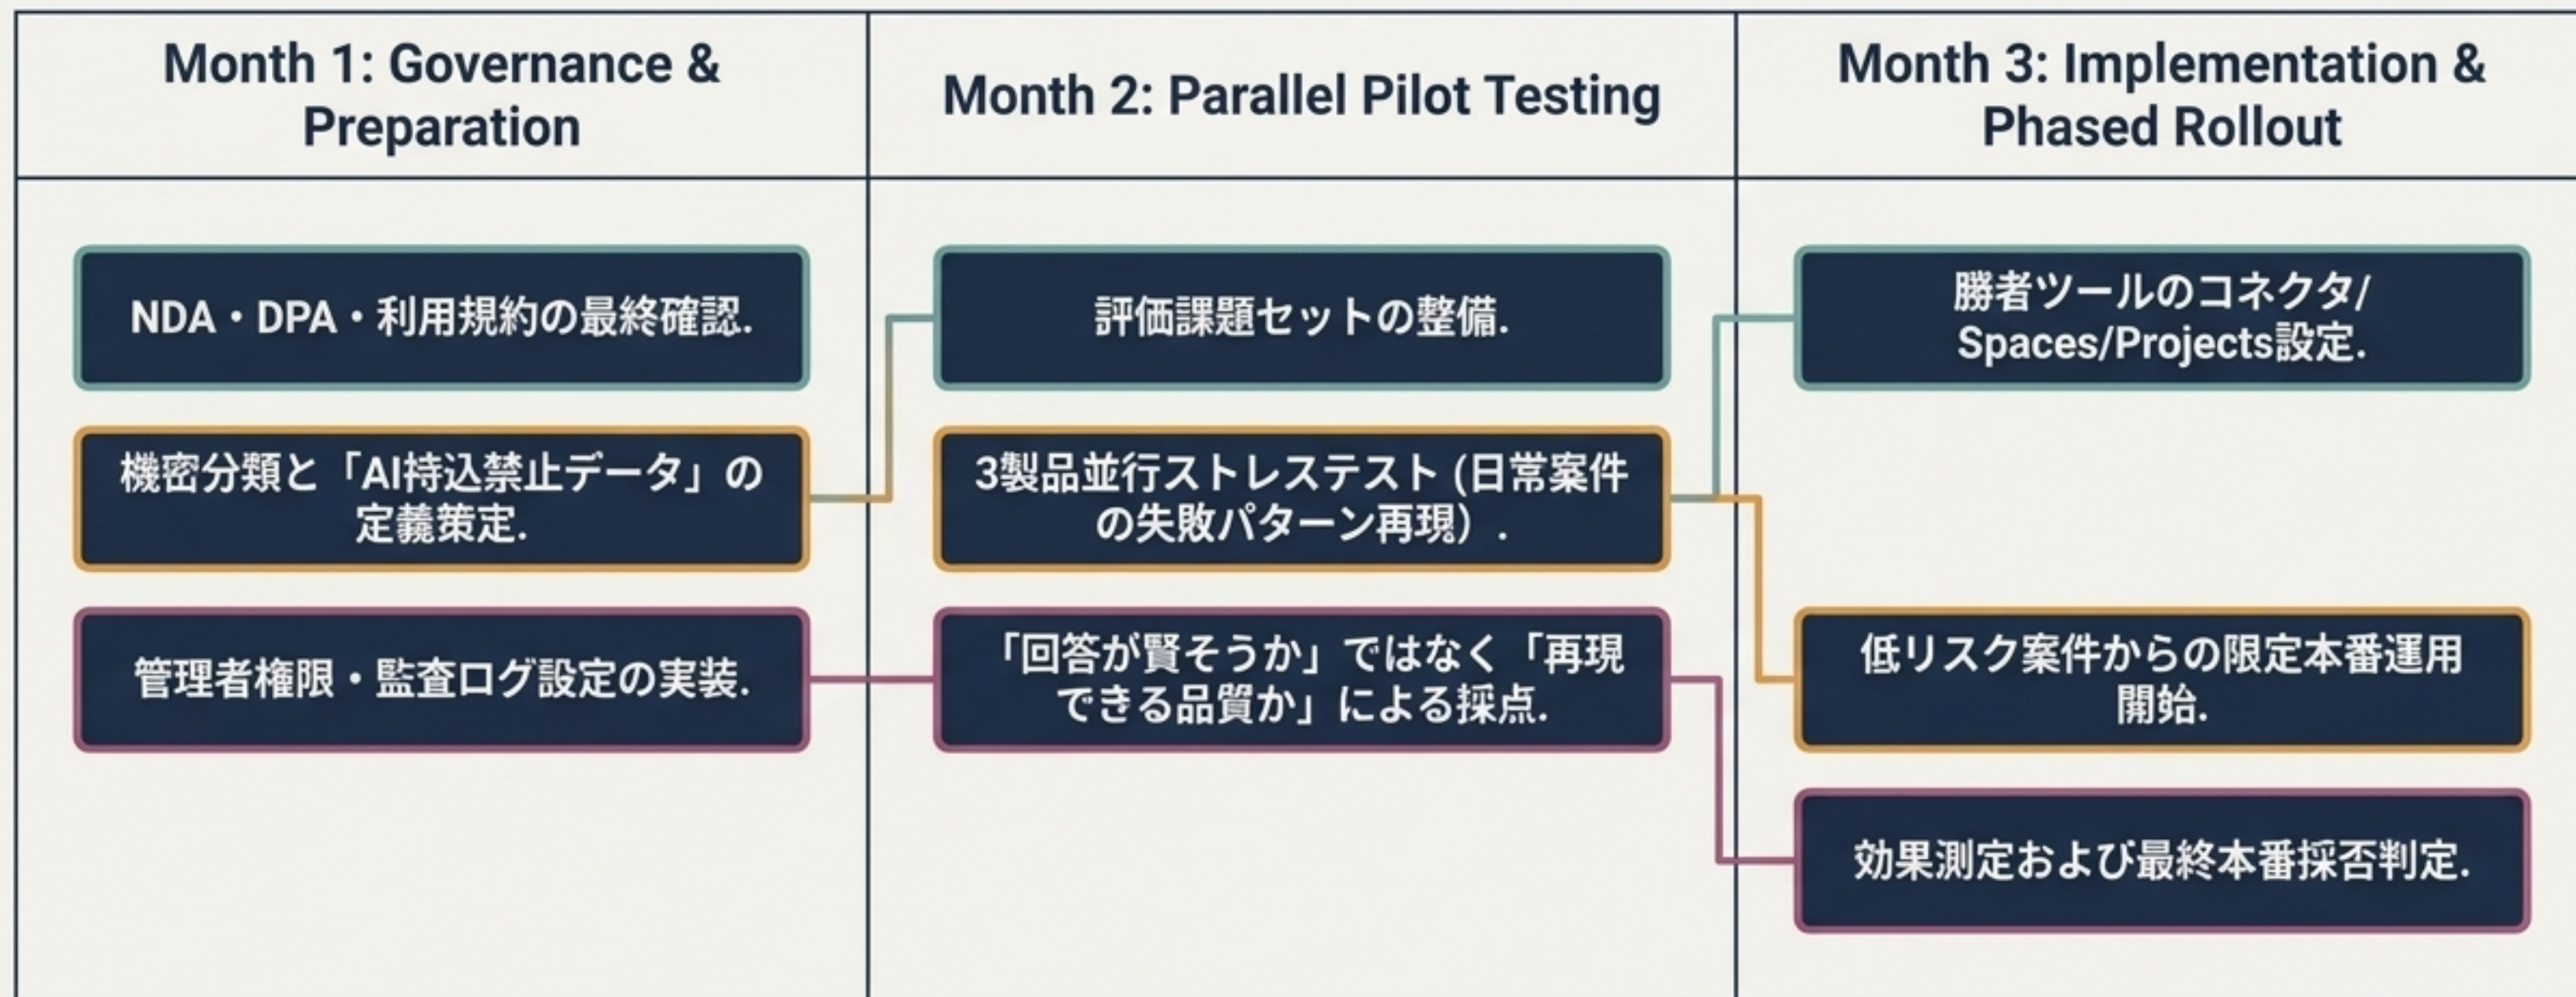 Month 1: Governance &
Preparation
Month 2: Parallel Pilot Testing
Month 3: Implementation &
Phased Rollout
NDA・DPA・利用規約の最終確認.
機密分類と「AI持込禁止データ」の
定義策定.
管理者権限・監査ログ設定の実装.
評価課題セットの整備.
3製品並行ストレステスト (日常案件
の失敗パターン再現）.
「回答が賢そうか」ではなく「再現
できる品質か」による採点.
勝者ツールのコネクタ/
Spaces/Projects設定.
低リスク案件からの限定本番運用
開始.
効果測定および最終本番採否判定.